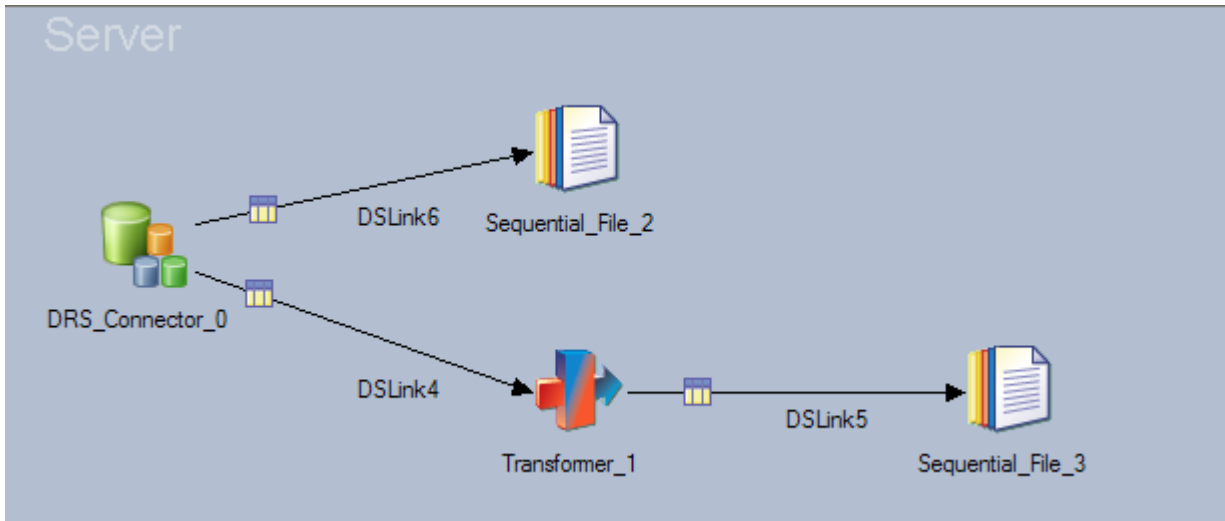 Server
DSLink6
Sequential_File_2
DRS_Connector_0
DSLink4
DSLink5
Transformer_1
Sequential_File_3